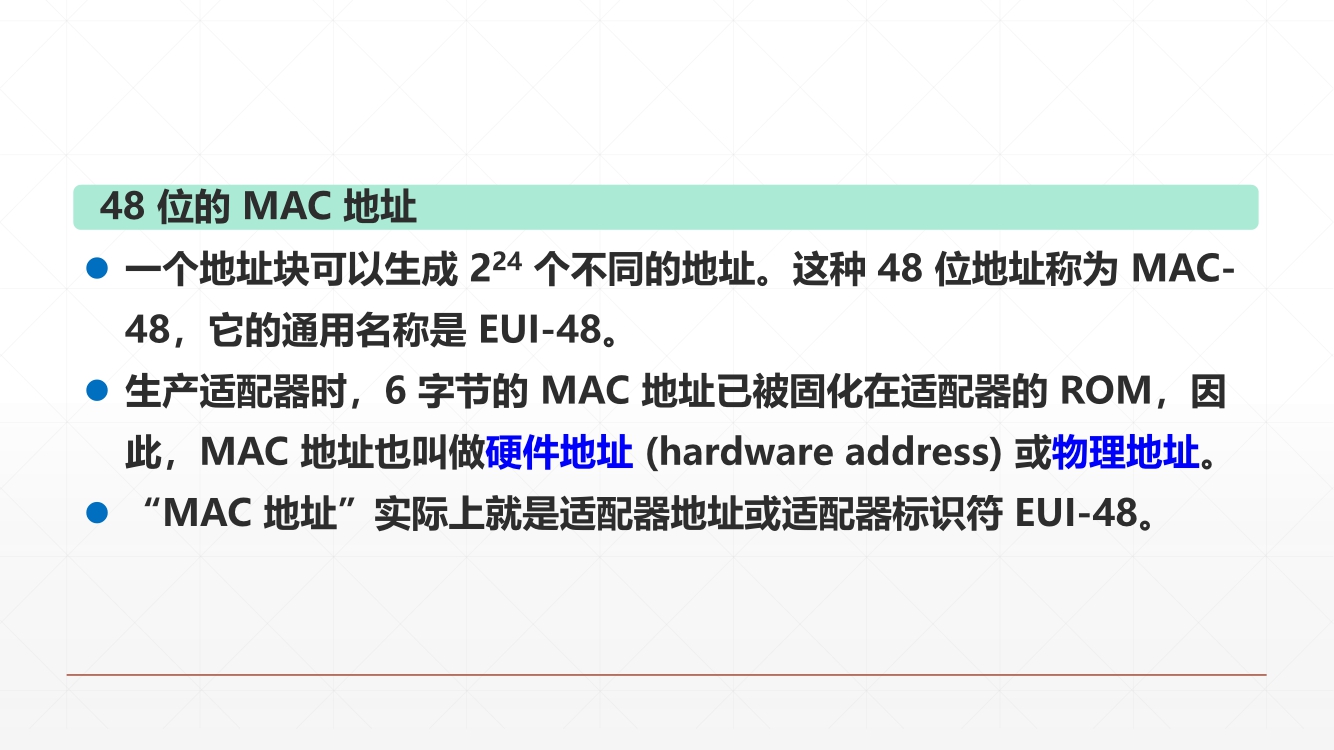 48 位的 MAC 地址
● 一个地址块可以生成 2²⁴ 个不同的地址。这种 48 位地址称为 MAC-
48，它的通用名称是 EUI-48。
● 生产适配器时，6 字节的 MAC 地址已被固化在适配器的 ROM，因
此，MAC 地址也叫做硬件地址 (hardware address) 或物理地址。
● “MAC 地址”实际上就是适配器地址或适配器标识符 EUI-48。